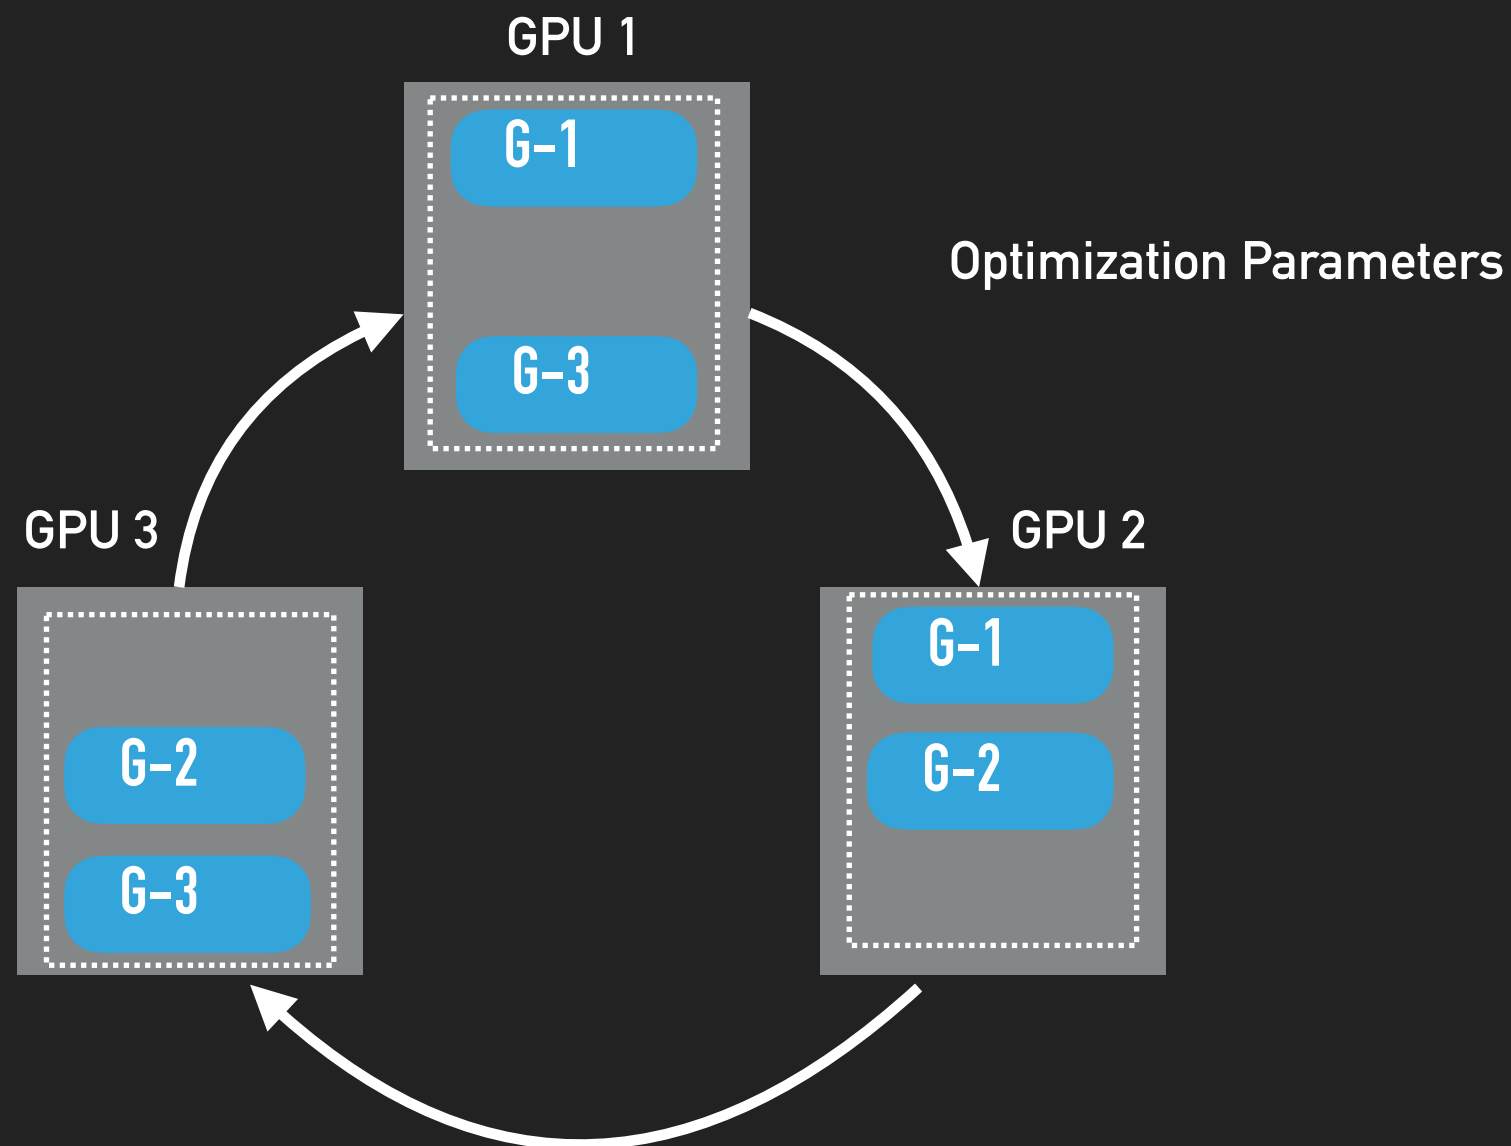 GPU 1
G-1
G-3
Optimization Parameters
GPU 3
G-2
G-3
GPU 2
G-1
G-2